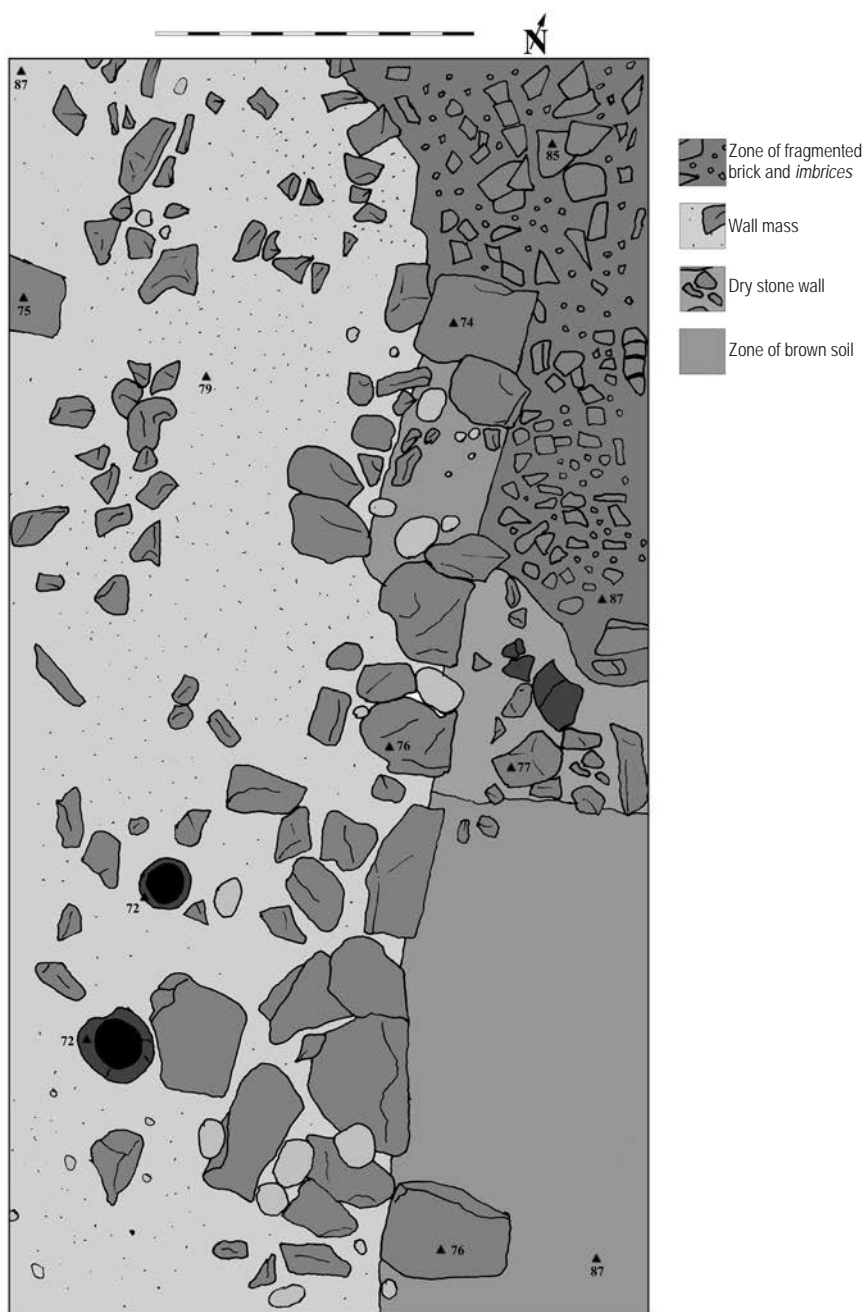 N
87
85
75
74
79
87
76
77
72
72
76
87
Zone of fragmented
brick and imbrices
Wall mass
Dry stone wall
Zone of brown soil